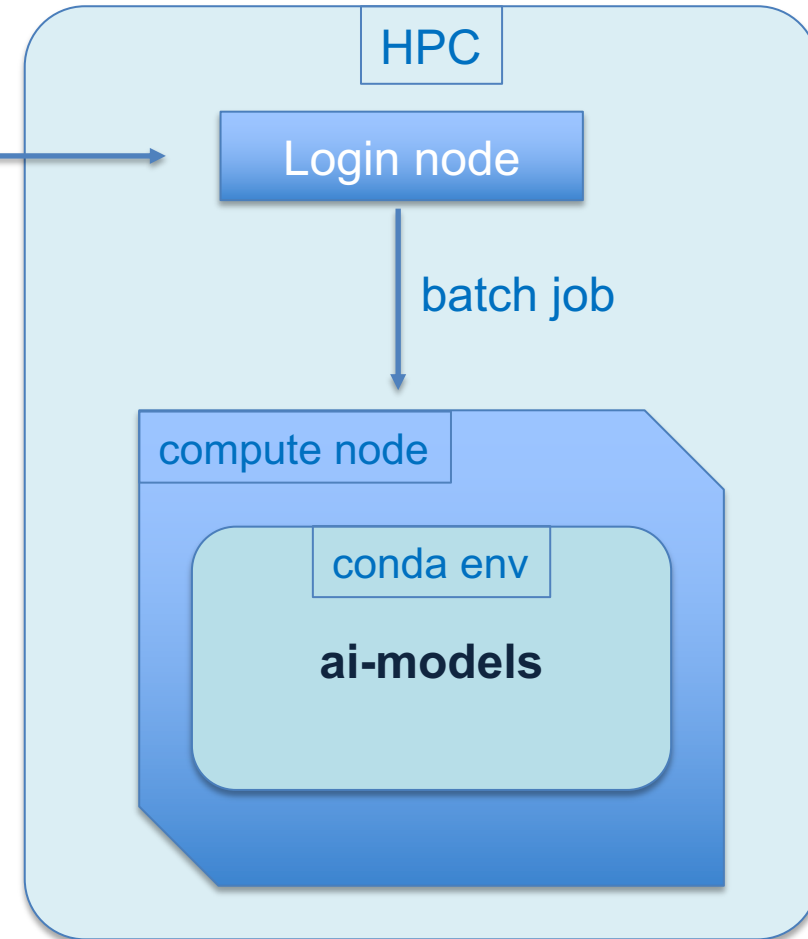 HPC
Login node
batch job
compute node
conda env
ai-models